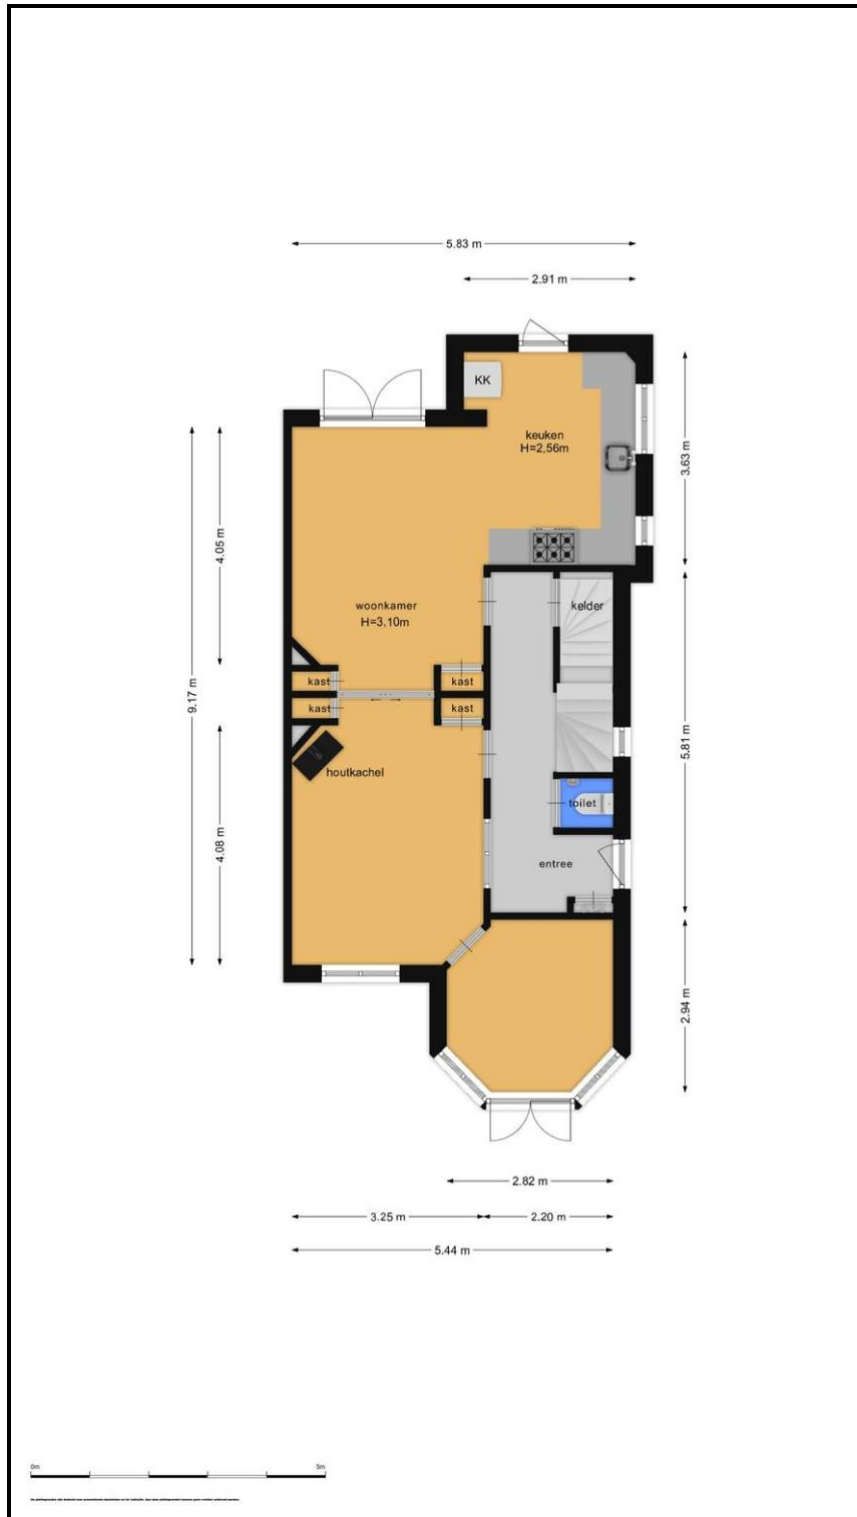 5.83 m
2.91 m
KK
keuken
H=2,56m
3.63 m
4.05 m
woonkamer
H=3,10m
kelder
kast
kast
kast
kast
9.17 m
5.81 m
houtkachel
toilet
4.08 m
entree
2.94 m
2.82 m
3.25 m
2.20 m
5.44 m
0m
5m